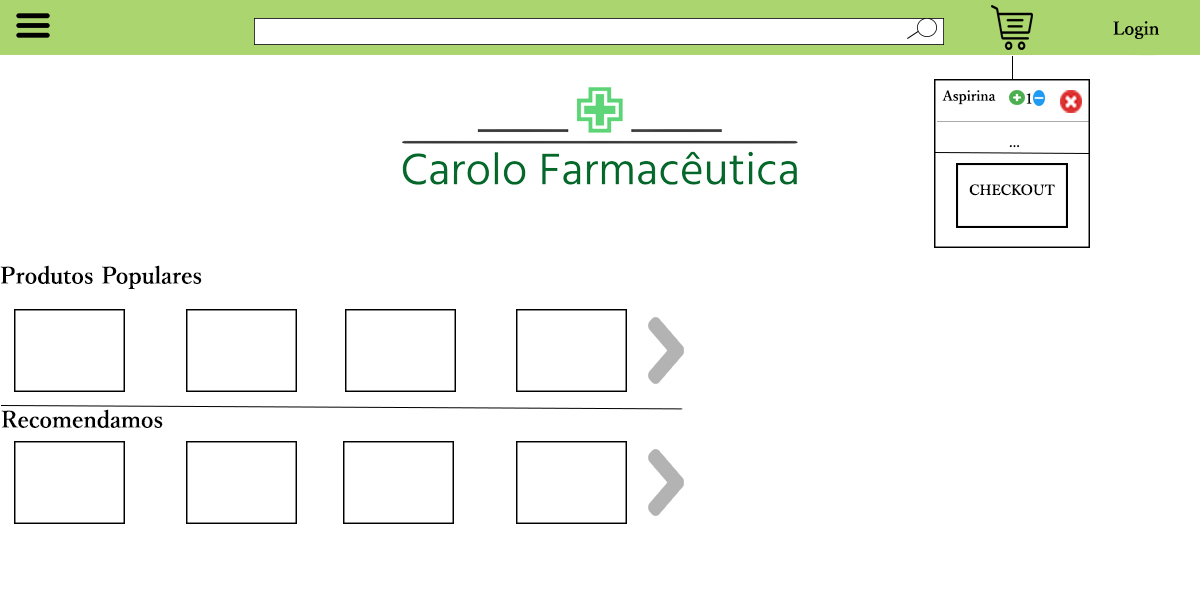 Login
Aspirina 1
...
CHECKOUT
Carolo Farmacêutica
Produtos Populares
Recomendamos